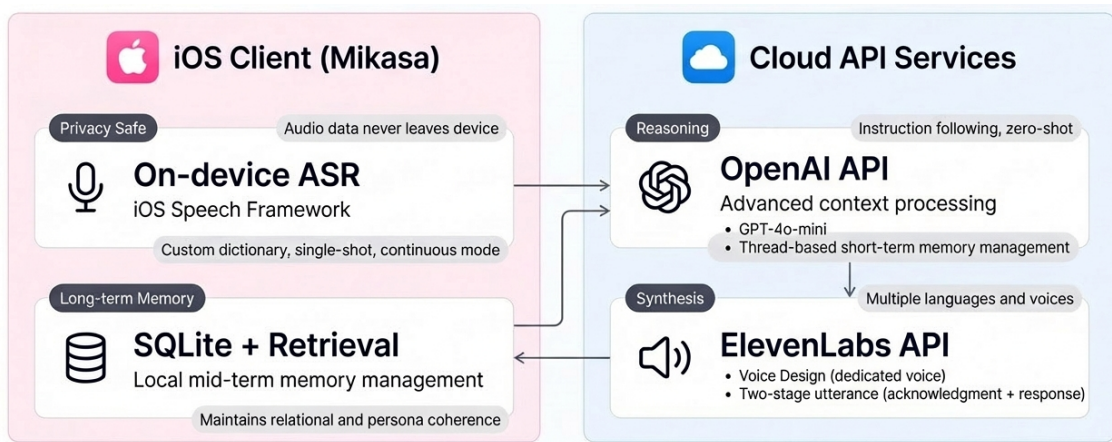 iOS Client (Mikasa)
Privacy Safe
Audio data never leaves device
On-device ASR
iOS Speech Framework
Custom dictionary, single-shot, continuous mode
Long-term Memory
SQLite + Retrieval
Local mid-term memory management
Maintains relational and persona coherence
Cloud API Services
Reasoning
Instruction following, zero-shot
OpenAI API
Advanced context processing
• GPT-4o-mini
• Thread-based short-term memory management
Synthesis
Multiple languages and voices
ElevenLabs API
• Voice Design (dedicated voice)
• Two-stage utterance (acknowledgment + response)